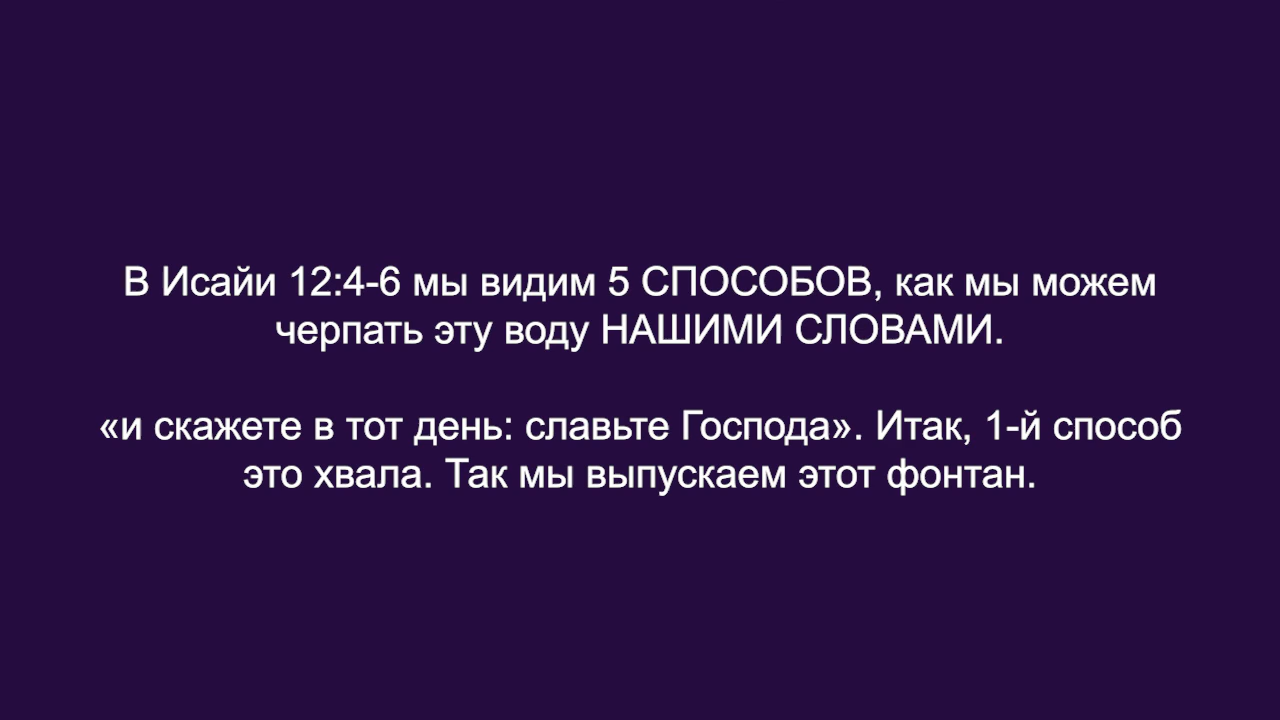 В Исайи 12:4-6 мы видим 5 СПОСОБОВ, как мы можем
черпать эту воду НАШИМИ СЛОВАМИ.
«и скажете в тот день: славьте Господа». Итак, 1-й способ
это хвала. Так мы выпускаем этот фонтан.